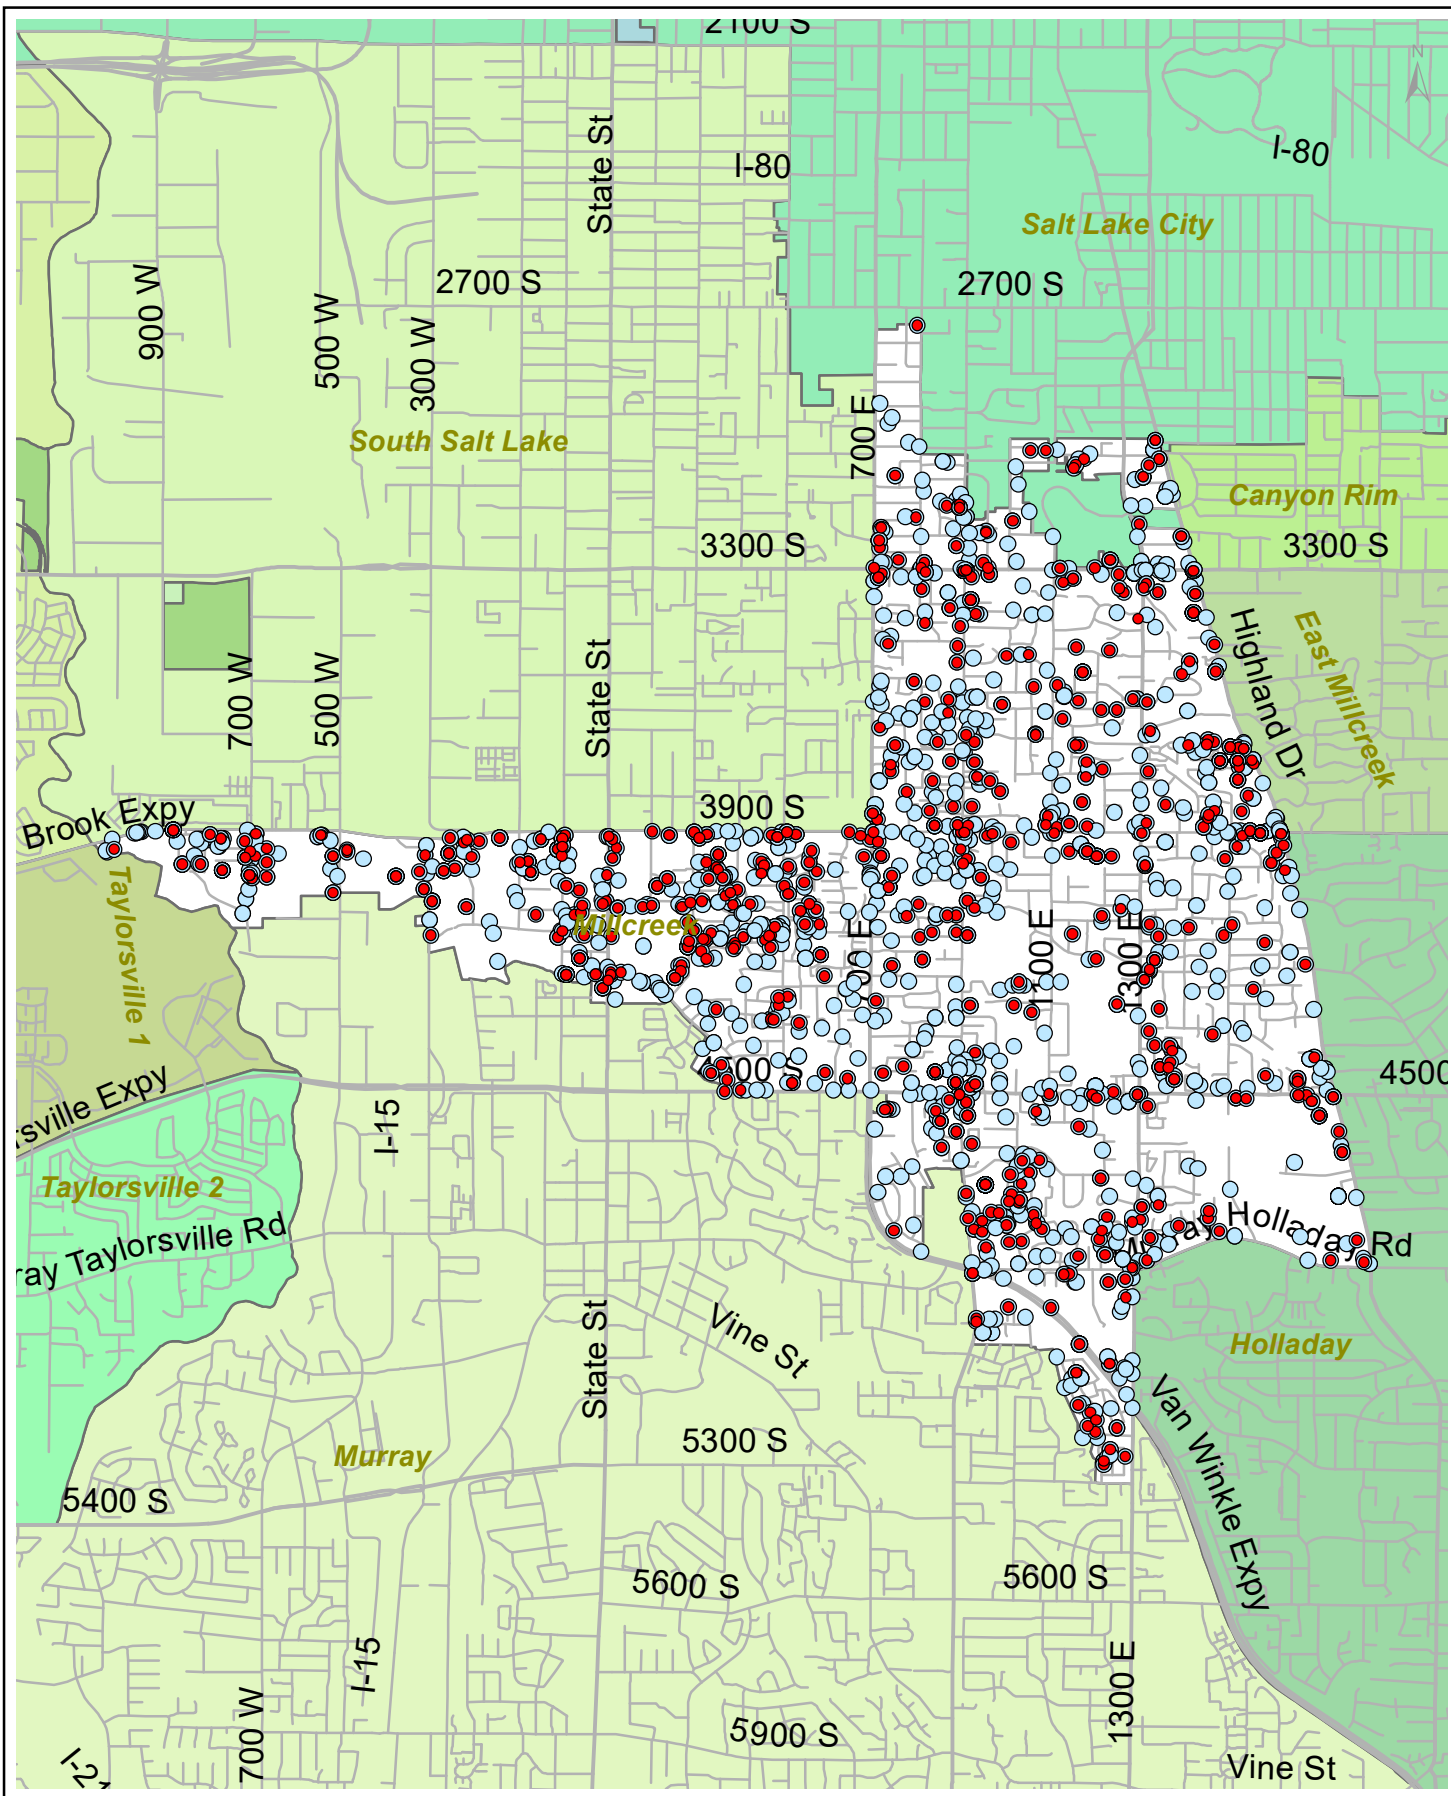 2100 S
N
I-80
I-80
State St
Salt Lake City
2700 S
2700 S
900 W
500 W
300 W
700 E
South Salt Lake
Canyon Rim
3300 S
3300 S
Highland Dr
East Millcreek
700 W
500 W
State St
3900 S
Brook Expy
Taylorsville 1
Millcreek
1100 E
1300 E
4500
rsville Expy
I-15
Taylorsville 2
ray Taylorsville Rd
Murray Holladay Rd
State St
Vine St
Holladay
Van Winkle Expy
5300 S
Murray
5400 S
5600 S
5600 S
I-15
1300 E
700 W
5900 S
Vine St